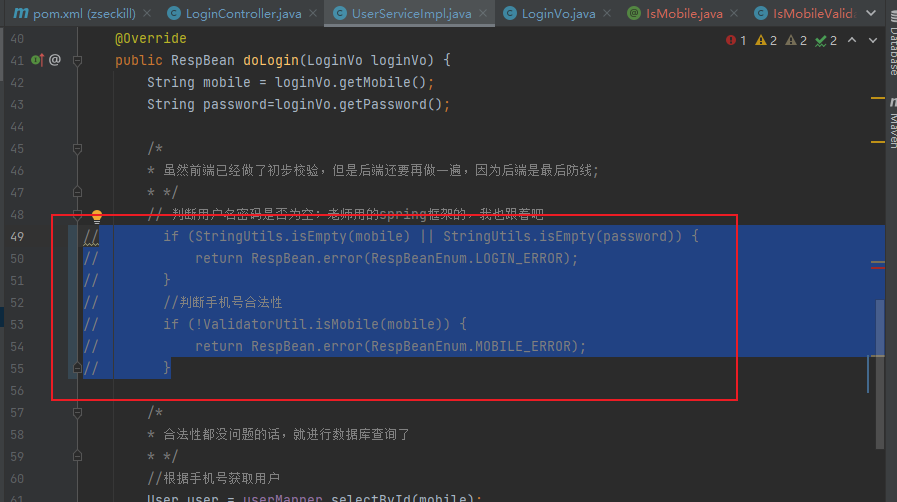 pom.xml (zseckill) LoginController.java UserServiceImpl.java LoginVo.java IsMobile.java IsMobileValid
Database
Maven
1 2 2 2
40 @Override
41 @ public RespBean doLogin(LoginVo loginVo) {
42 String mobile = loginVo.getMobile();
43 String password=loginVo.getPassword();
44
45 /*
46 * 虽然前端已经做了初步校验，但是后端还要再做一遍，因为后端是最后防线;
47 * */
48 // 判断用户名密码是否为空；老师用的spring框架的，我也跟着吧
49 // if (StringUtils.isEmpty(mobile) || StringUtils.isEmpty(password)) {
50 // return RespBean.error(RespBeanEnum.LOGIN_ERROR);
51 // }
52 // //判断手机号合法性
53 // if (!ValidatorUtil.isMobile(mobile)) {
54 // return RespBean.error(RespBeanEnum.MOBILE_ERROR);
55 // }
56
57 /*
58 * 合法性都没问题的话，就进行数据库查询了
59 * */
60 //根据手机号获取用户
61 User user = userMapper.selectById(mobile);